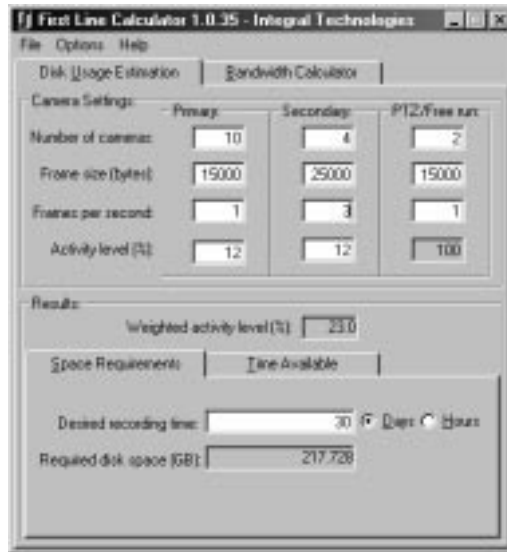 First Line Calculator 1.0.35 - Integral Technologies
File Options Help
Disk Usage Estimation Bandwidth Calculator
Camera Settings:
Primary: Secondary: PTZ/Free run:
Number of cameras: 10 4 2
Frame size (bytes): 15000 25000 15000
Frames per second: 1 3 1
Activity level (%): 12 12 100
Results:
Weighted activity level (%): 23.0
Space Requirements Time Available
Desired recording time: 30 Days Hours
Required disk space (GB): 217.728